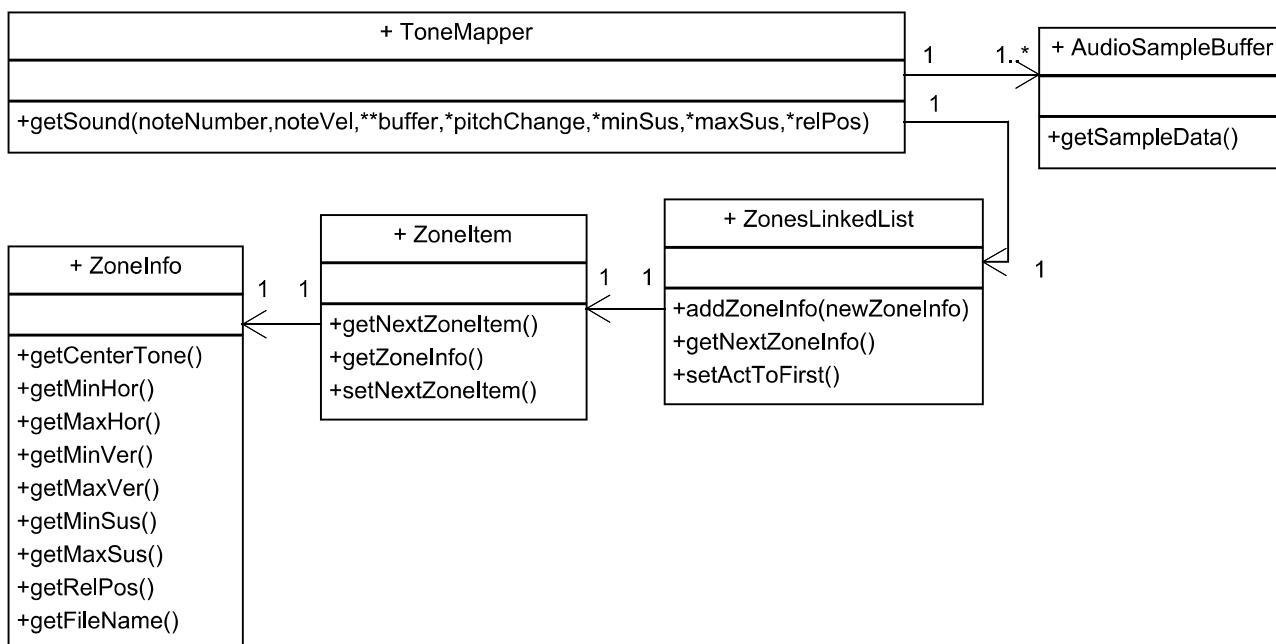 + ToneMapper
+getSound(noteNumber,noteVel,**buffer,*pitchChange,*minSus,*maxSus,*relPos)
1
1..*
1
+ AudioSampleBuffer
+getSampleData()
+ ZoneInfo
+getCenterTone()
+getMinHor()
+getMaxHor()
+getMinVer()
+getMaxVer()
+getMinSus()
+getMaxSus()
+getRelPos()
+getFileName()
1
1
+ ZoneItem
+getNextZoneItem()
+getZoneInfo()
+setNextZoneItem()
1
1
+ ZonesLinkedList
+addZoneInfo(newZoneInfo)
+getNextZoneInfo()
+setActToFirst()
1